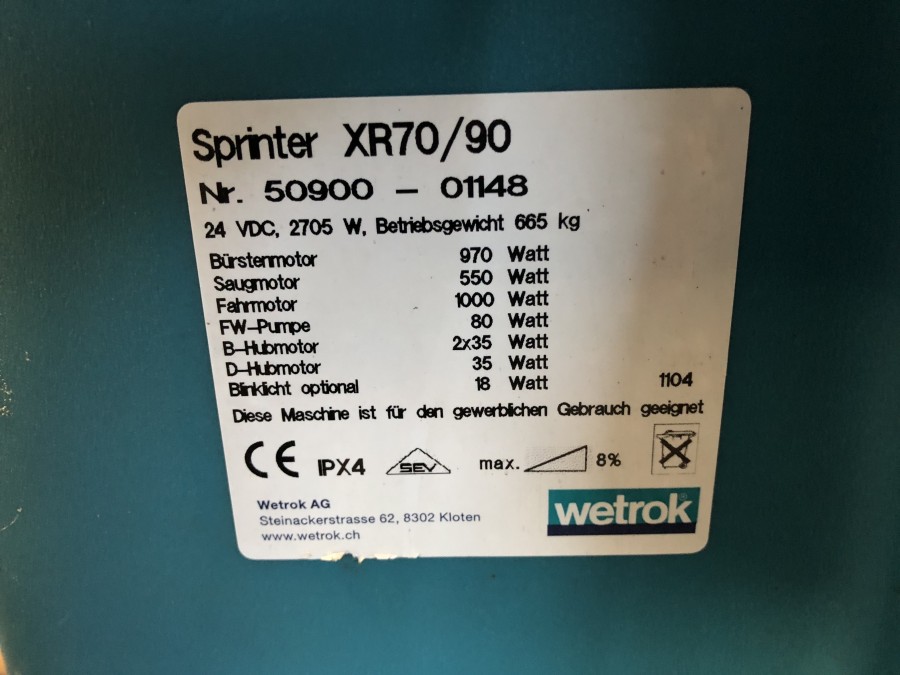 Sprinter XR70/90
Nr. 50900 - 01148
24 VDC, 2705 W, Betriebsgewicht 665 kg
Bürstenmotor 970 Watt
Saugmotor 550 Watt
Fahrmotor 1000 Watt
FW-Pumpe 80 Watt
B-Hubmotor 2x35 Watt
D-Hubmotor 35 Watt
Blinklicht optional 18 Watt 1104
Diese Maschine ist für den gewerblichen Gebrauch geeignet
CE IPX4 SEV max. 8%
Wetrok AG
Steinackerstrasse 62, 8302 Kloten
www.wetrok.ch
wetrok